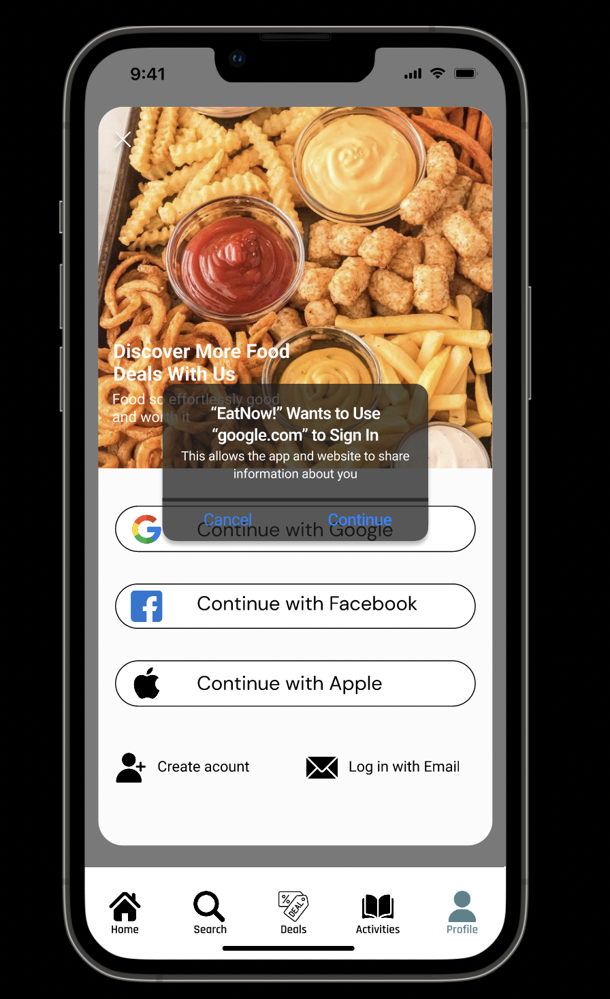 9:41
Discover More Food
Deals With Us
Food so effortlessly good
and worth it
“EatNow!” Wants to Use
“google.com” to Sign In
This allows the app and website to share
information about you
Cancel
Continue
Continue with Google
Continue with Facebook
Continue with Apple
Create acount
Log in with Email
%
DEAL
Home
Search
Deals
Activities
Profile